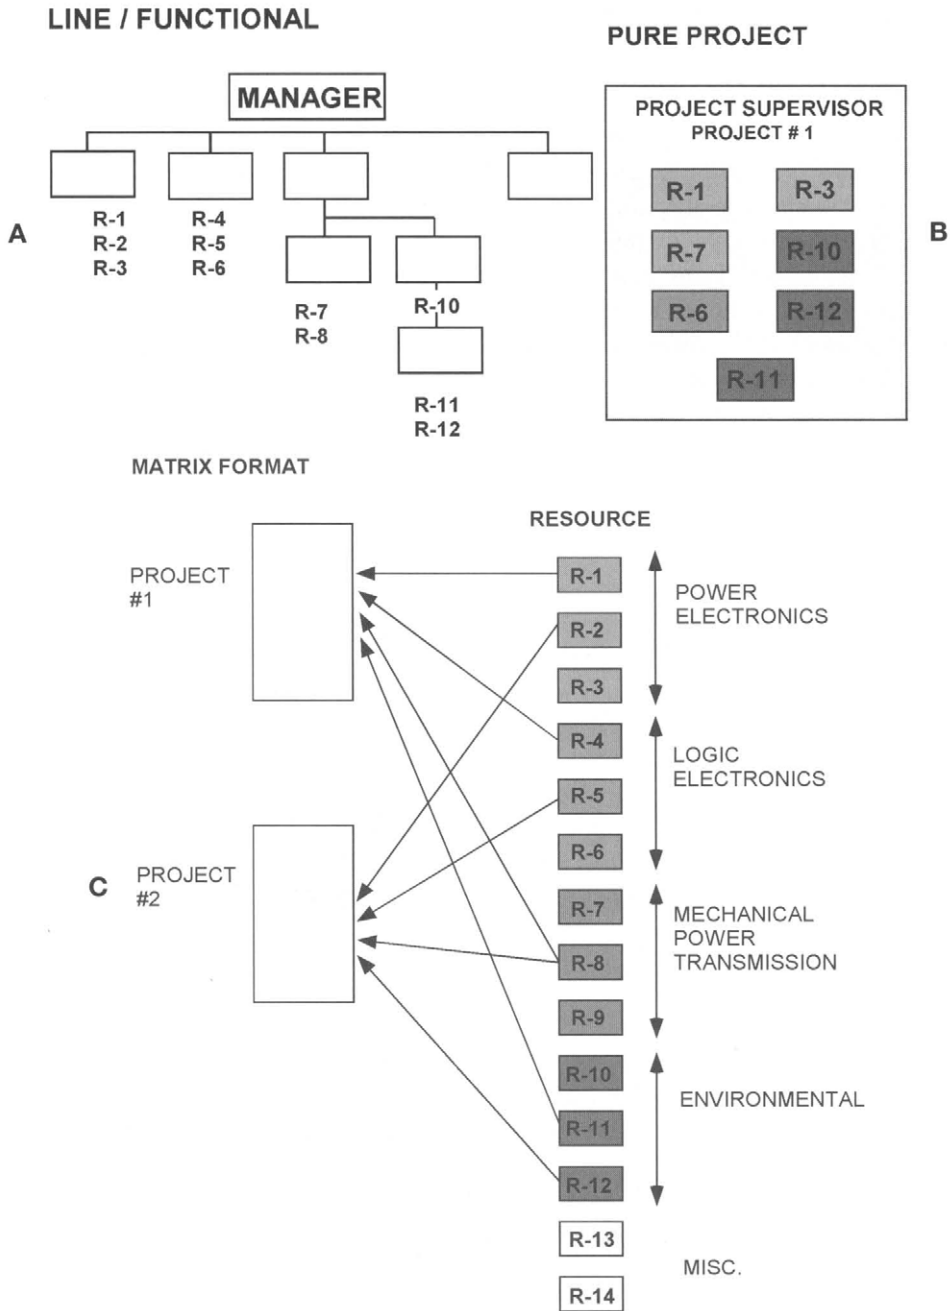 LINE / FUNCTIONAL
PURE PROJECT
MANAGER
R-1
R-2
R-3
R-4
R-5
R-6
R-7
R-8
R-10
R-11
R-12
A
PROJECT SUPERVISOR
PROJECT # 1
R-1
R-3
R-7
R-10
R-6
R-12
R-11
B
MATRIX FORMAT
RESOURCE
PROJECT
#1
PROJECT
#2
C
R-1
R-2
R-3
R-4
R-5
R-6
R-7
R-8
R-9
R-10
R-11
R-12
R-13
R-14
POWER
ELECTRONICS
LOGIC
ELECTRONICS
MECHANICAL
POWER
TRANSMISSION
ENVIRONMENTAL
MISC.